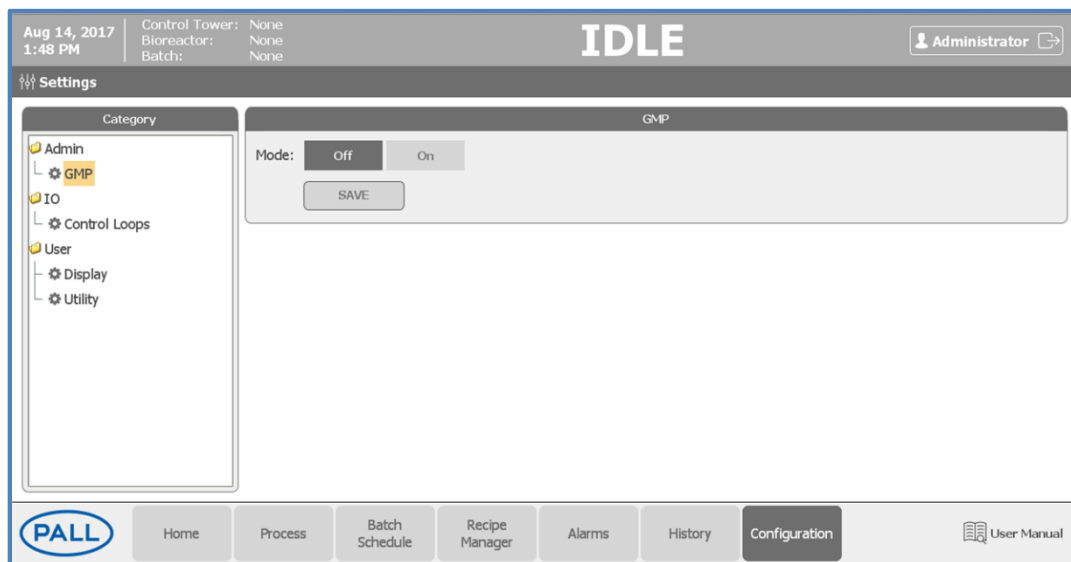 Aug 14, 2017
1:48 PM
Control Tower: None
Bioreactor: None
Batch: None
IDLE
Administrator
Settings
Category
Admin
GMP
IO
Control Loops
User
Display
Utility
GMP
Mode: Off On
SAVE
PALL
Home
Process
Batch
Schedule
Recipe
Manager
Alarms
History
Configuration
User Manual